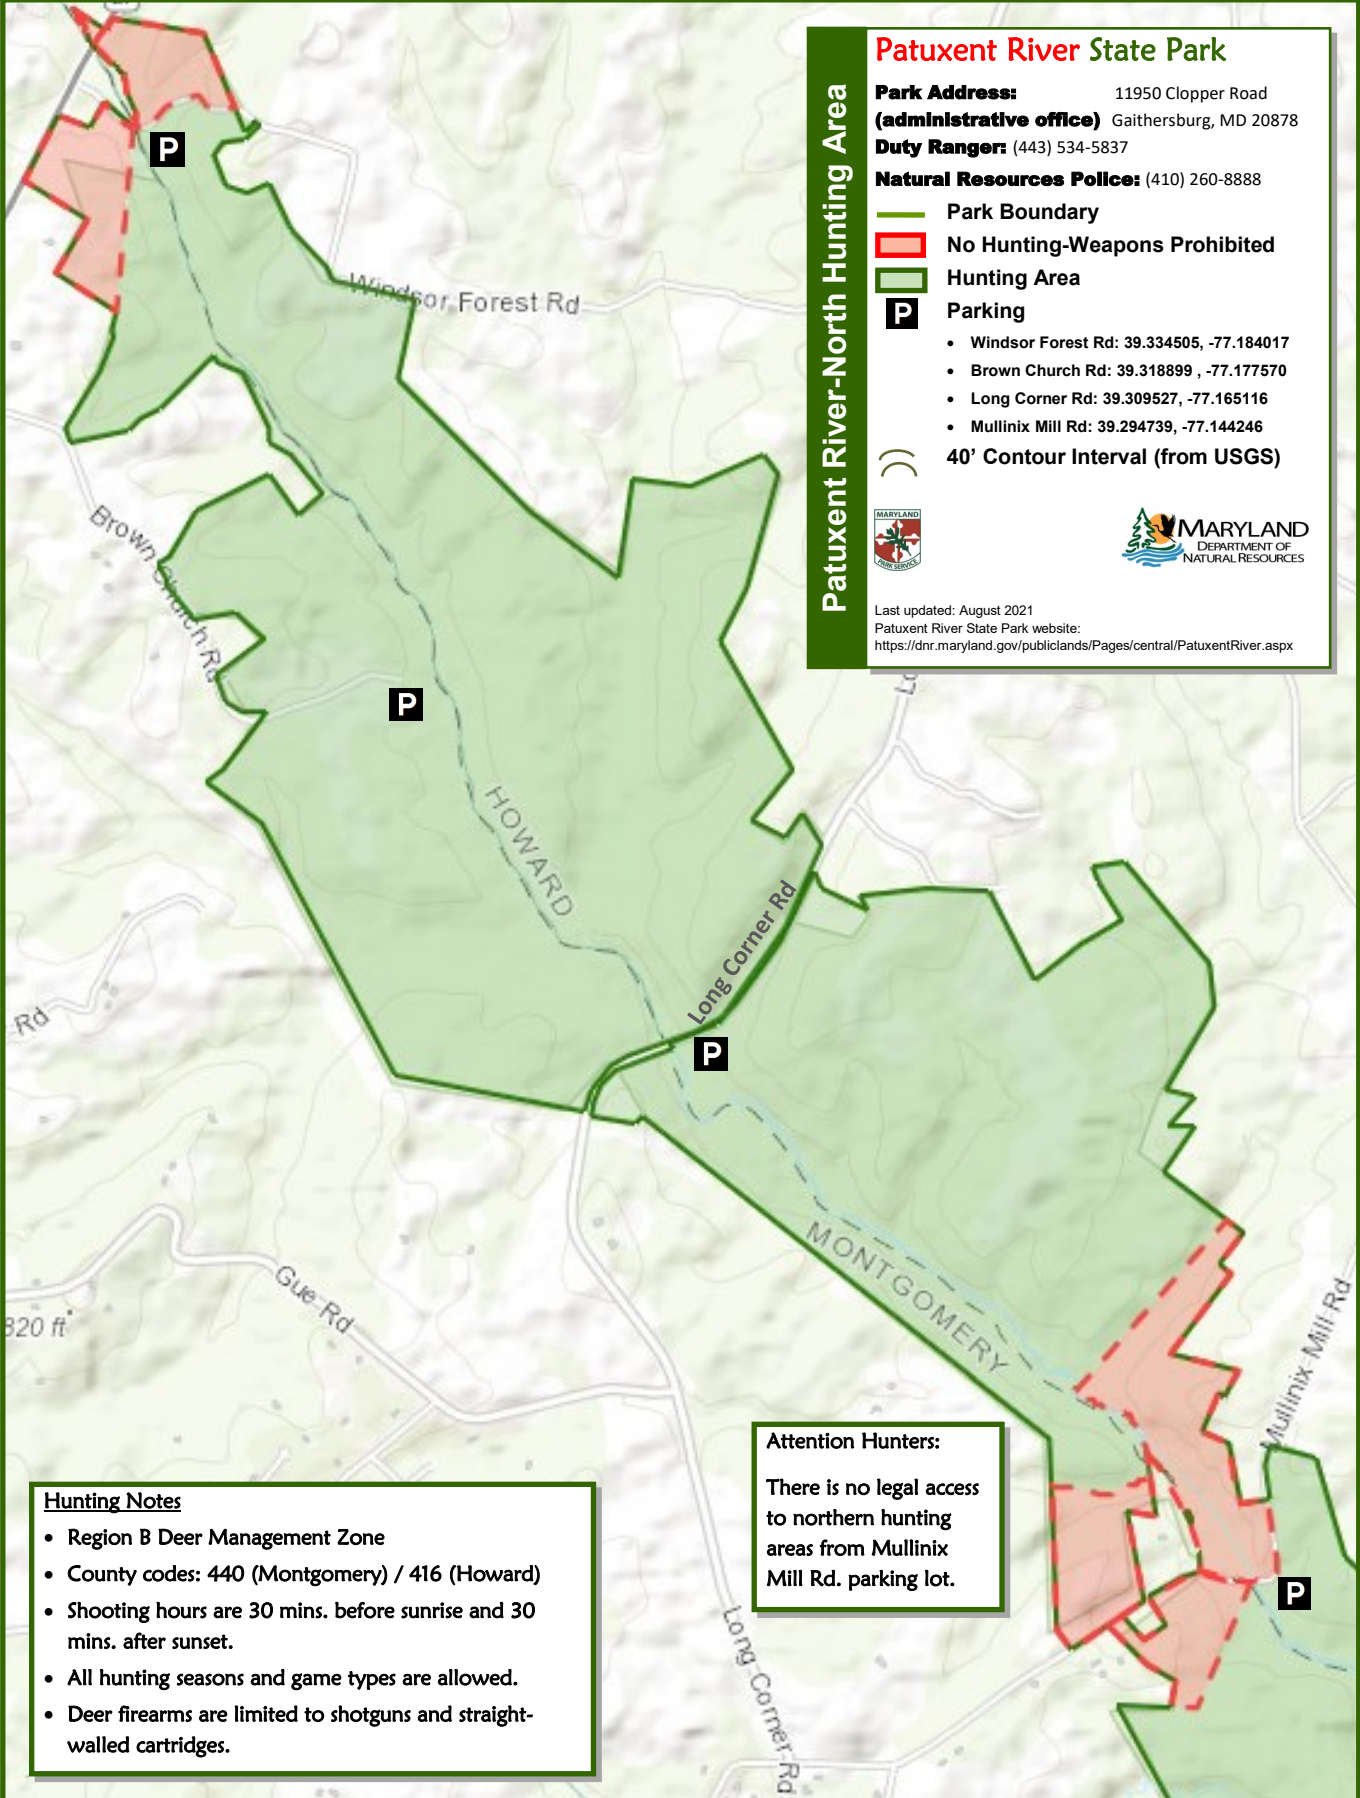 Patuxent River-North Hunting Area
Patuxent River State Park
Park Address: 11950 Clopper Road
(administrative office) Gaithersburg, MD 20878
Duty Ranger: (443) 534-5837
Natural Resources Police: (410) 260-8888
Park Boundary
No Hunting-Weapons Prohibited
Hunting Area
P Parking
• Windsor Forest Rd: 39.334505, -77.184017
• Brown Church Rd: 39.318899 , -77.177570
• Long Corner Rd: 39.309527, -77.165116
• Mullinix Mill Rd: 39.294739, -77.144246
40’ Contour Interval (from USGS)
MARYLAND
PARK SERVICE
MARYLAND
DEPARTMENT OF
NATURAL RESOURCES
Last updated: August 2021
Patuxent River State Park website:
https://dnr.maryland.gov/publiclands/Pages/central/PatuxentRiver.aspx
P
Windsor Forest Rd
Brown Church Rd
P
HOWARD
Lo
Long Corner Rd
P
Rd
MONTGOMERY
Gue Rd
820 ft
Mullinix Mill Rd
P
Long Corner Rd
Attention Hunters:
There is no legal access
to northern hunting
areas from Mullinix
Mill Rd. parking lot.
Hunting Notes
• Region B Deer Management Zone
• County codes: 440 (Montgomery) / 416 (Howard)
• Shooting hours are 30 mins. before sunrise and 30
mins. after sunset.
• All hunting seasons and game types are allowed.
• Deer firearms are limited to shotguns and straight-
walled cartridges.